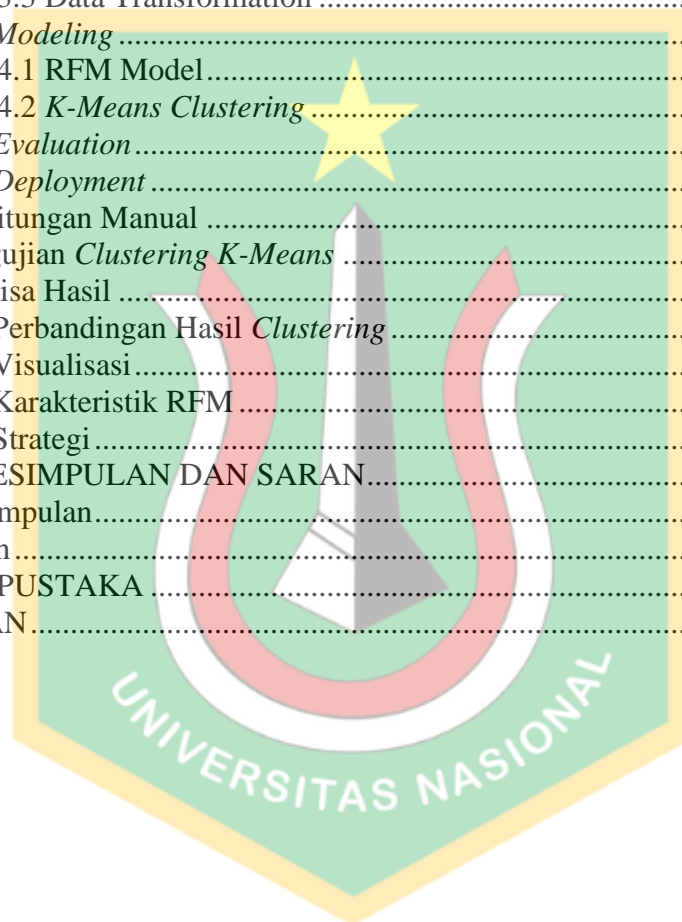 3.3 Data Transformation ...............................................
Modeling ...............................................
4.1 RFM Model ...............................................
4.2 K-Means Clustering ...............................................
Evaluation ...............................................
Deployment ...............................................
itungan Manual ...............................................
gujian Clustering K-Means ...............................................
isa Hasil ...............................................
Perbandingan Hasil Clustering ...............................................
Visualisasi ...............................................
Karakteristik RFM ...............................................
Strategi ...............................................
ESIMPULAN DAN SARAN ...............................................
mpulan ...............................................
n ...............................................
PUSTAKA ...............................................
AN ...............................................
UNIVERSITAS NASIONAL